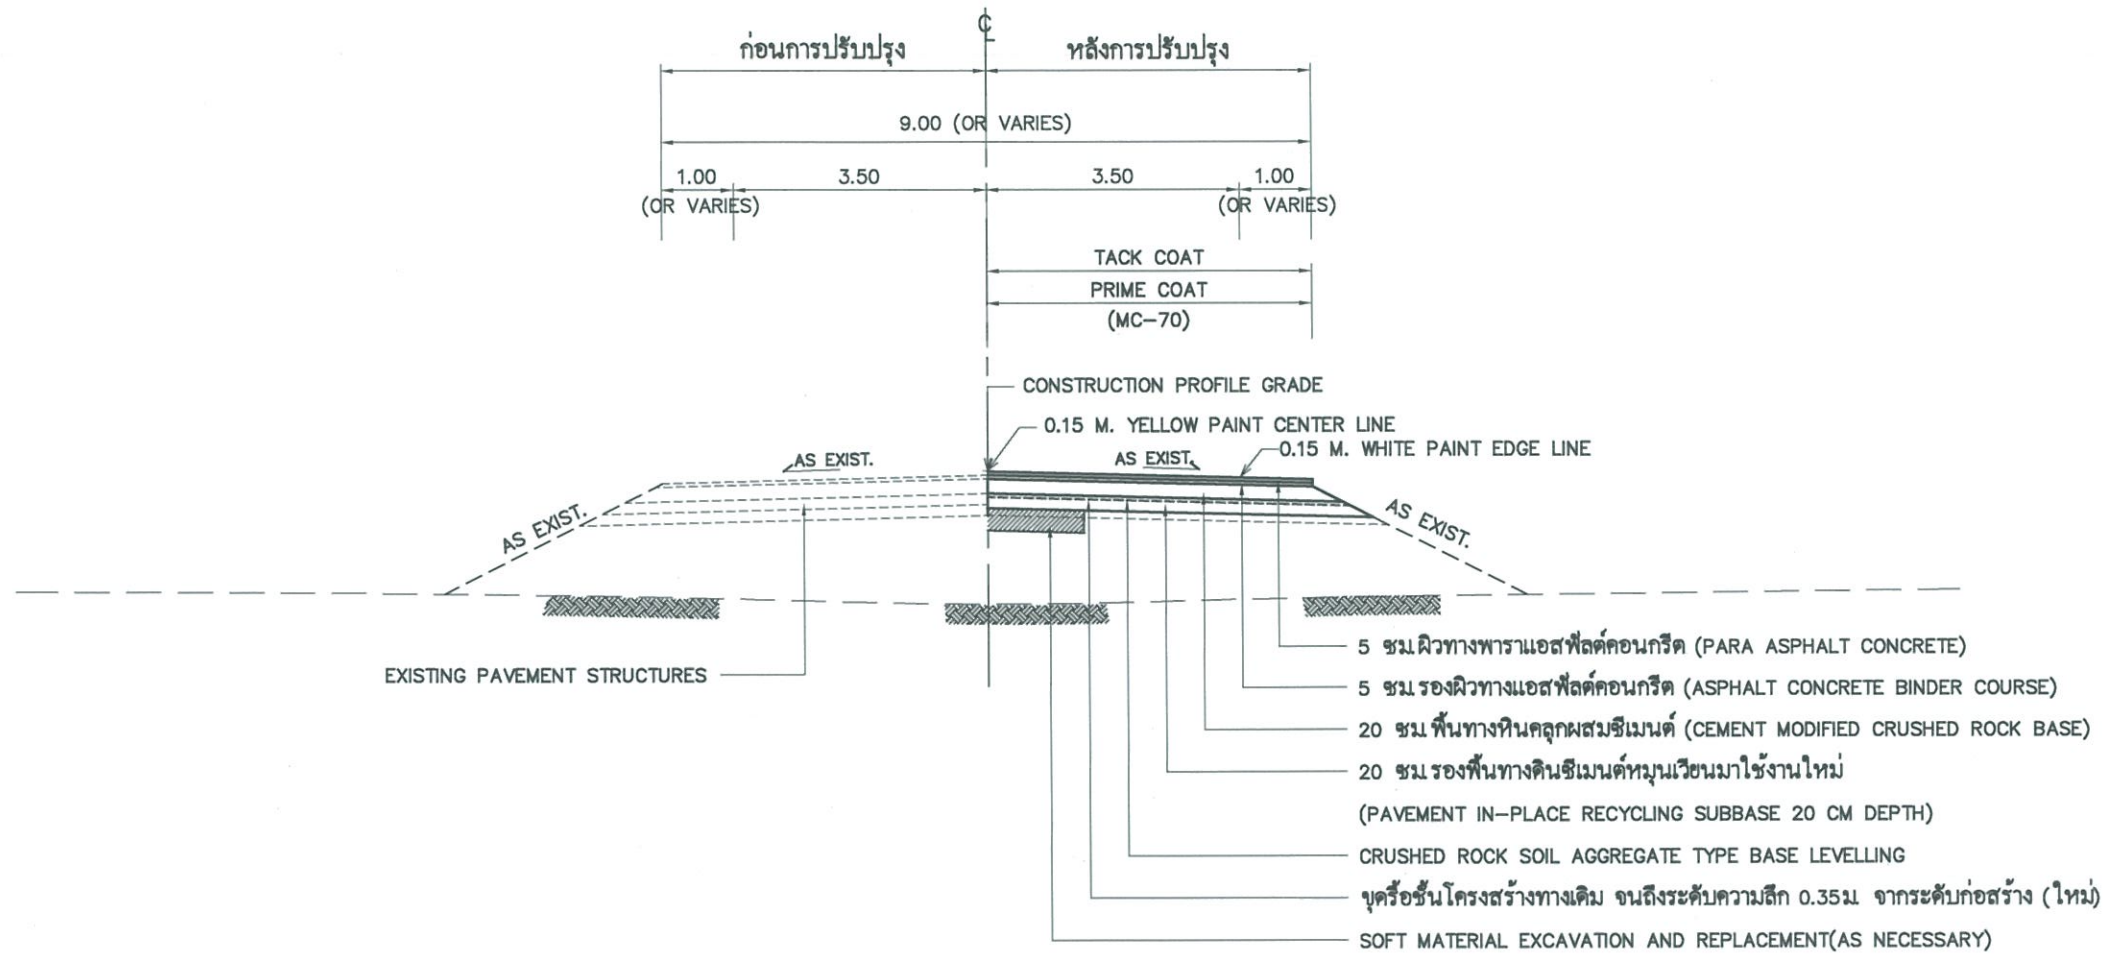 ℄
ก่อนการปรับปรุง หลังการปรับปรุง
9.00 (OR VARIES)
1.00 3.50 3.50 1.00
(OR VARIES) (OR VARIES)
TACK COAT
PRIME COAT
(MC-70)
CONSTRUCTION PROFILE GRADE
0.15 M. YELLOW PAINT CENTER LINE
0.15 M. WHITE PAINT EDGE LINE
AS EXIST. AS EXIST.
AS EXIST. AS EXIST.
5 ซม.ผิวทางพาราแอสฟัลต์คอนกรีต (PARA ASPHALT CONCRETE)
EXISTING PAVEMENT STRUCTURES
5 ซม.รองผิวทางแอสฟัลต์คอนกรีต (ASPHALT CONCRETE BINDER COURSE)
20 ซม.พื้นทางหินคลุกผสมซีเมนต์ (CEMENT MODIFIED CRUSHED ROCK BASE)
20 ซม.รองพื้นทางดินซีเมนต์หมุนเวียนมาใช้งานใหม่
(PAVEMENT IN-PLACE RECYCLING SUBBASE 20 CM DEPTH)
CRUSHED ROCK SOIL AGGREGATE TYPE BASE LEVELLING
ขุดรื้อชั้นโครงสร้างทางเดิม จนถึงระดับความลึก 0.35ม. จากระดับก่อสร้าง (ใหม่)
SOFT MATERIAL EXCAVATION AND REPLACEMENT(AS NECESSARY)